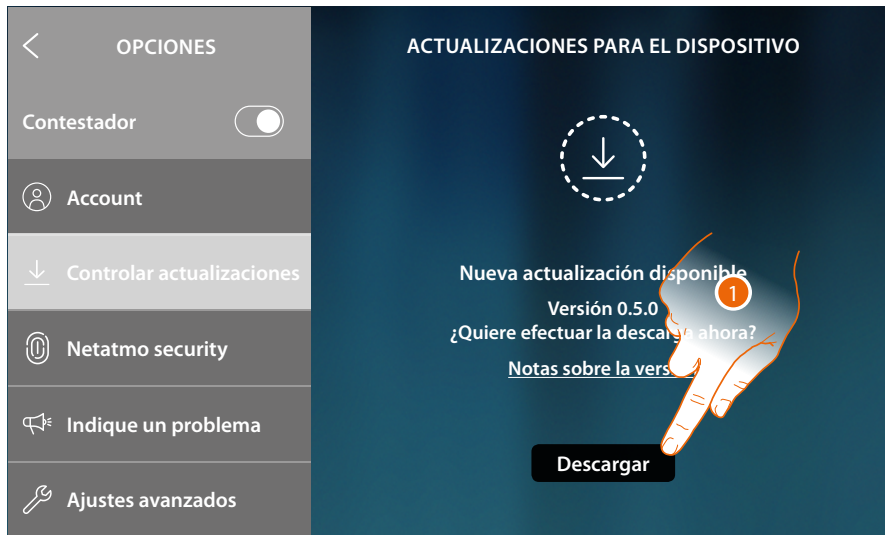 OPCIONES
Contestador
Account
Controlar actualizaciones
Netatmo security
Indique un problema
Ajustes avanzados
ACTUALIZACIONES PARA EL DISPOSITIVO
Nueva actualización disponible
1
Versión 0.5.0
¿Quiere efectuar la descarga ahora?
Notas sobre la
Descargar